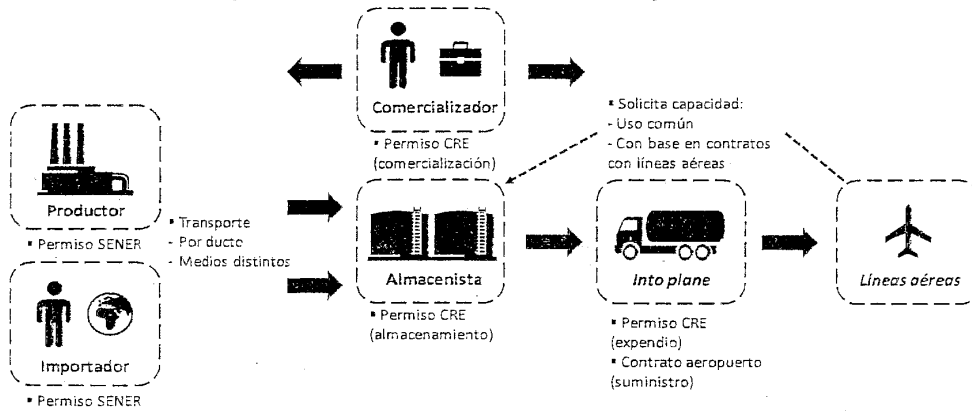 Comercializador
▪ Permiso CRE
(comercialización)
▪ Solicita capacidad:
- Uso común
- Con base en contratos
con líneas aéreas
Productor
▪ Permiso SENER
▪ Transporte
- Por ducto
- Medios distintos
Importador
▪ Permiso SENER
Almacenista
▪ Permiso CRE
(almacenamiento)
Into plane
▪ Permiso CRE
(expendio)
▪ Contrato aeropuerto
(suministro)
Líneas aéreas